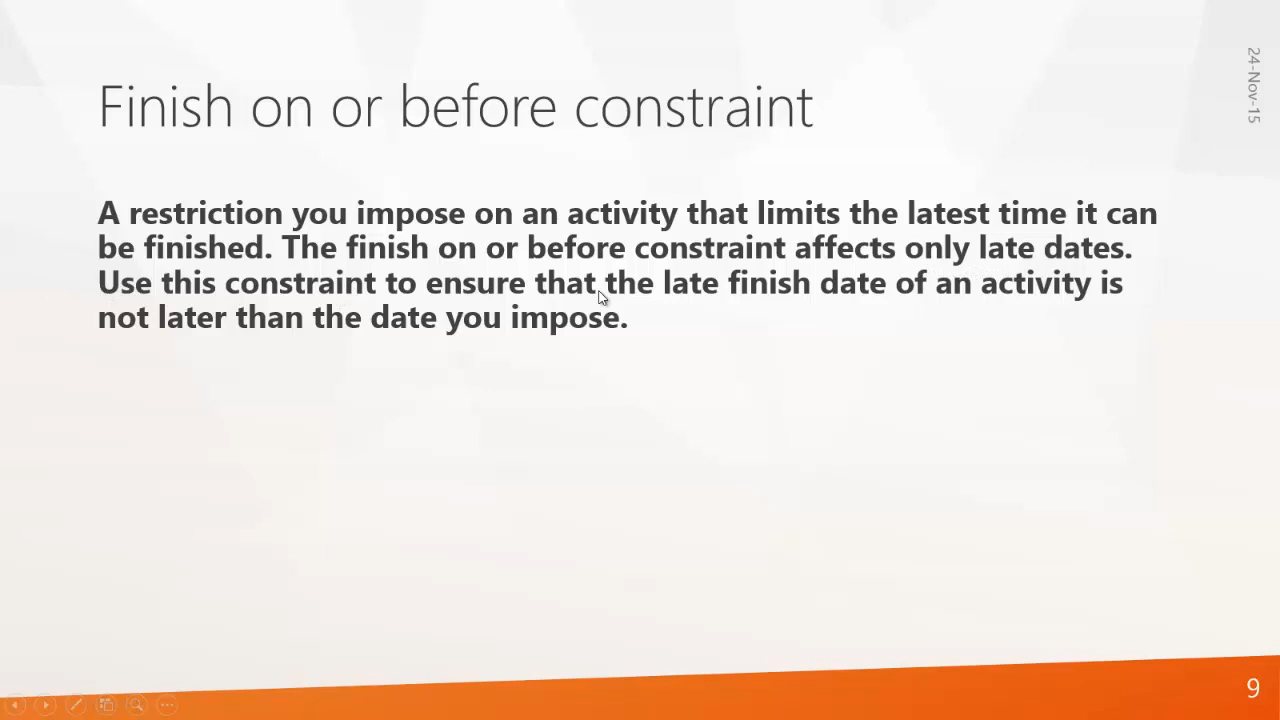 Finish on or before constraint
24-Nov-15
A restriction you impose on an activity that limits the latest time it can
be finished. The finish on or before constraint affects only late dates.
Use this constraint to ensure that the late finish date of an activity is
not later than the date you impose.
9